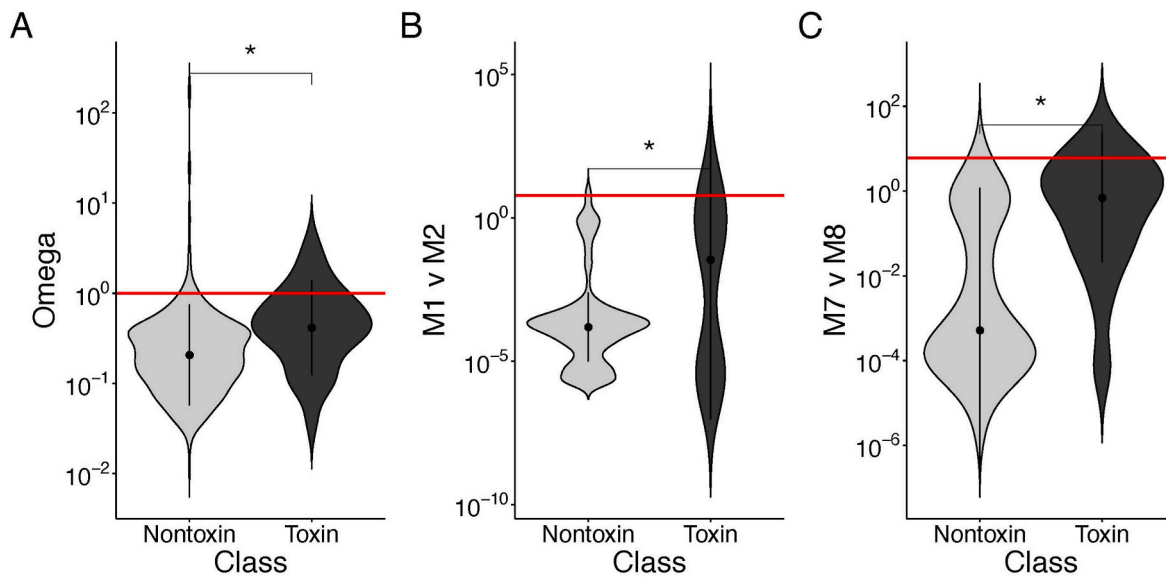 A
B
C
*
*
*
Omega
10^2
10^1
10^0
10^-1
10^-2
Nontoxin Toxin
Class
M1 v M2
10^5
10^0
10^-5
10^-10
Nontoxin Toxin
Class
M7 v M8
10^2
10^0
10^-2
10^-4
10^-6
Nontoxin Toxin
Class